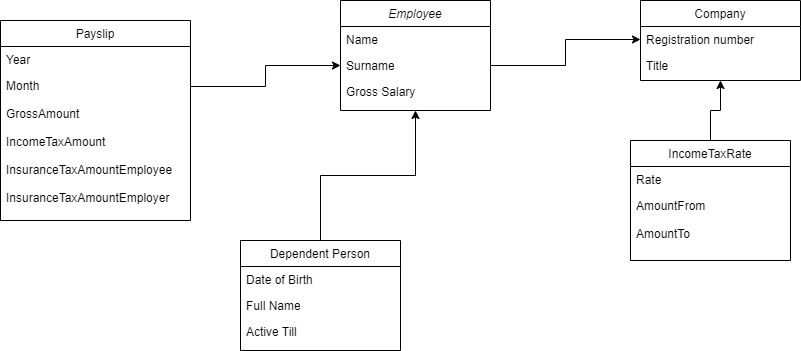 Payslip
Year
Month
GrossAmount
IncomeTaxAmount
InsuranceTaxAmountEmployee
InsuranceTaxAmountEmployer
Employee
Name
Surname
Gross Salary
Company
Registration number
Title
Dependent Person
Date of Birth
Full Name
Active Till
IncomeTaxRate
Rate
AmountFrom
AmountTo